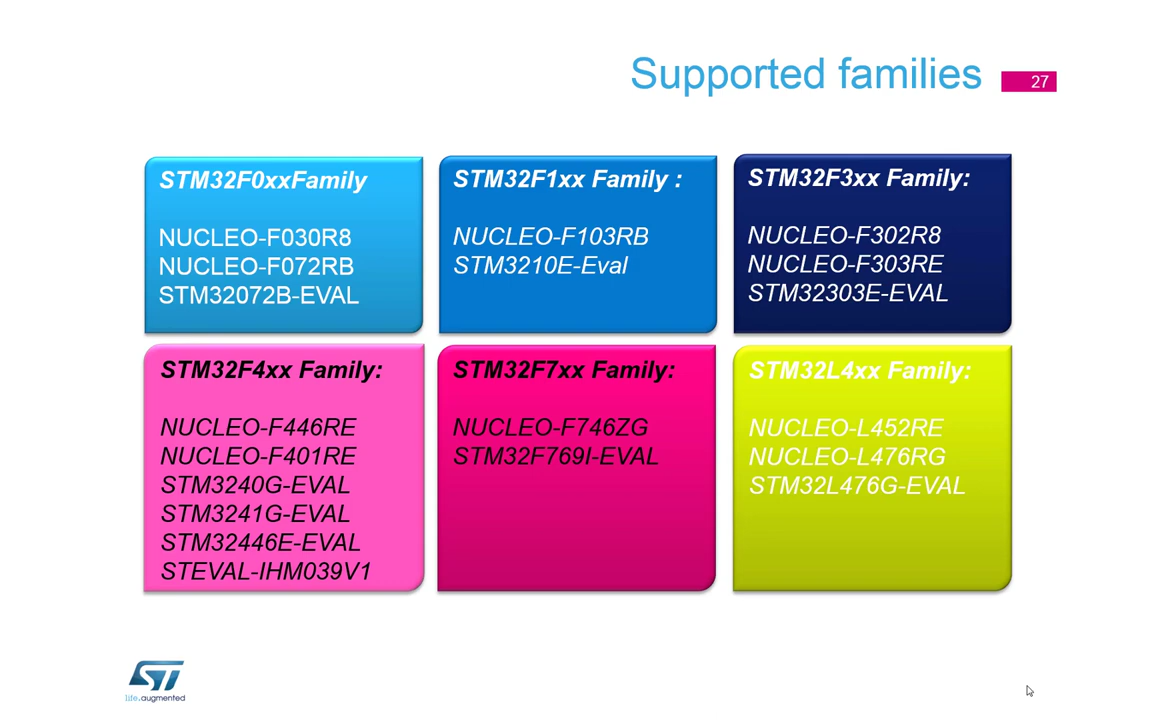 Supported families
27
STM32F0xxFamily
NUCLEO-F030R8
NUCLEO-F072RB
STM32072B-EVAL
STM32F1xx Family :
NUCLEO-F103RB
STM3210E-Eval
STM32F3xx Family:
NUCLEO-F302R8
NUCLEO-F303RE
STM32303E-EVAL
STM32F4xx Family:
NUCLEO-F446RE
NUCLEO-F401RE
STM3240G-EVAL
STM3241G-EVAL
STM32446E-EVAL
STEVAL-IHM039V1
STM32F7xx Family:
NUCLEO-F746ZG
STM32F769I-EVAL
STM32L4xx Family:
NUCLEO-L452RE
NUCLEO-L476RG
STM32L476G-EVAL
ST
life.augmented